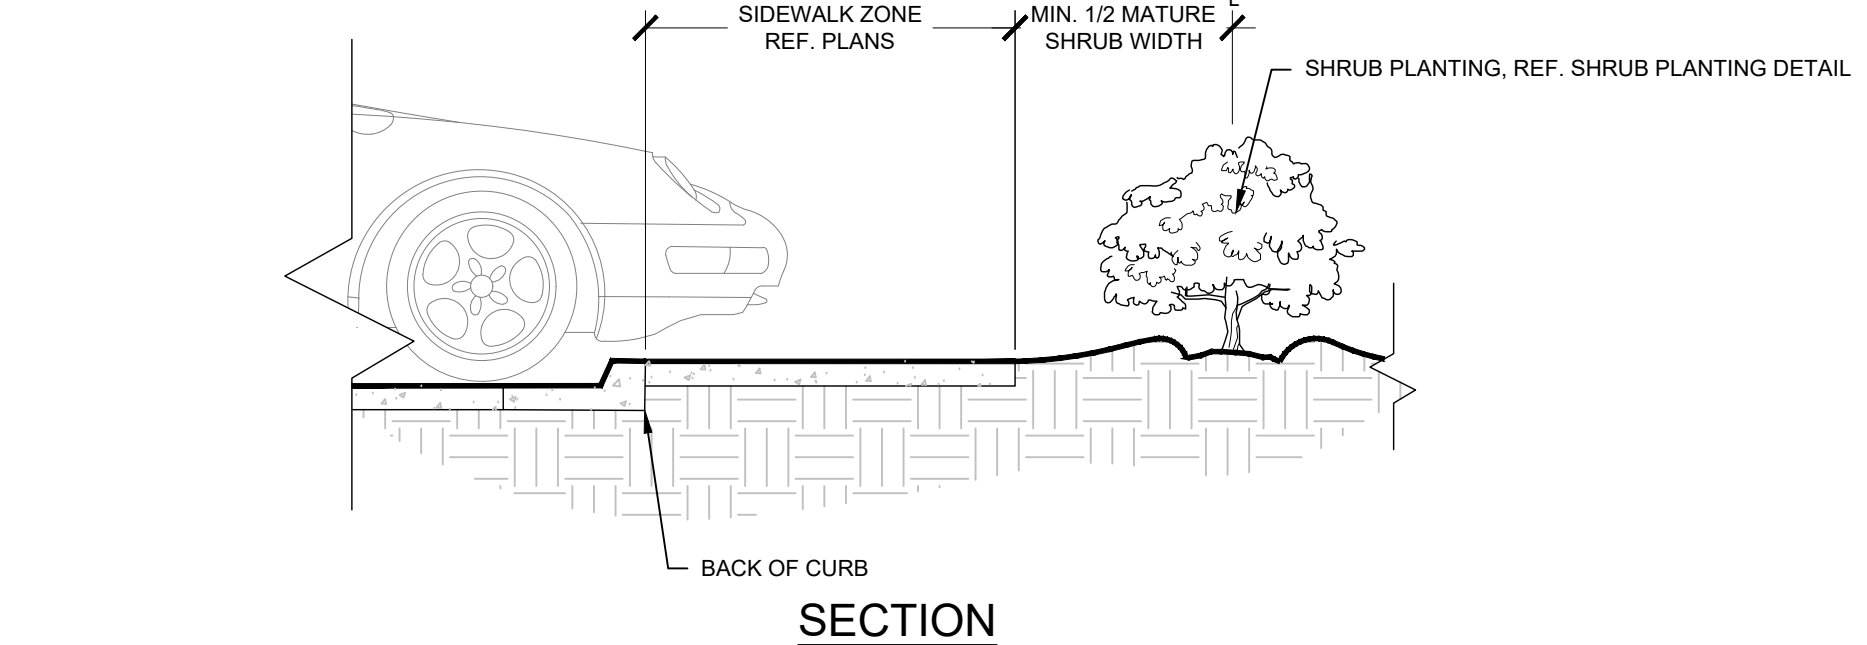 SIDEWALK ZONE
REF. PLANS
MIN. 1/2 MATURE
SHRUB WIDTH
SHRUB PLANTING, REF. SHRUB PLANTING DETAIL
BACK OF CURB
SECTION